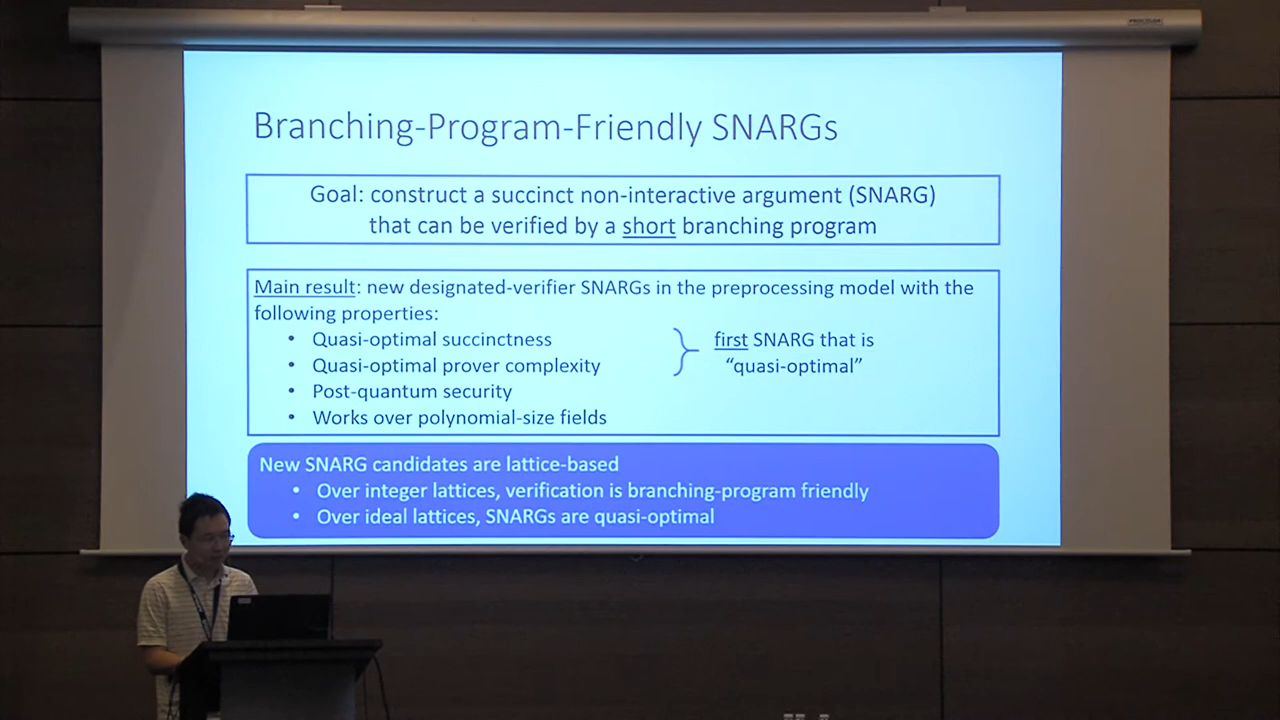 Branching-Program-Friendly SNARGs
Goal: construct a succinct non-interactive argument (SNARG)
that can be verified by a short branching program
Main result: new designated-verifier SNARGs in the preprocessing model with the
following properties:
• Quasi-optimal succinctness
• Quasi-optimal prover complexity
first SNARG that is
"quasi-optimal"
• Post-quantum security
• Works over polynomial-size fields
New SNARG candidates are lattice-based
• Over integer lattices, verification is branching-program friendly
• Over ideal lattices, SNARGs are quasi-optimal